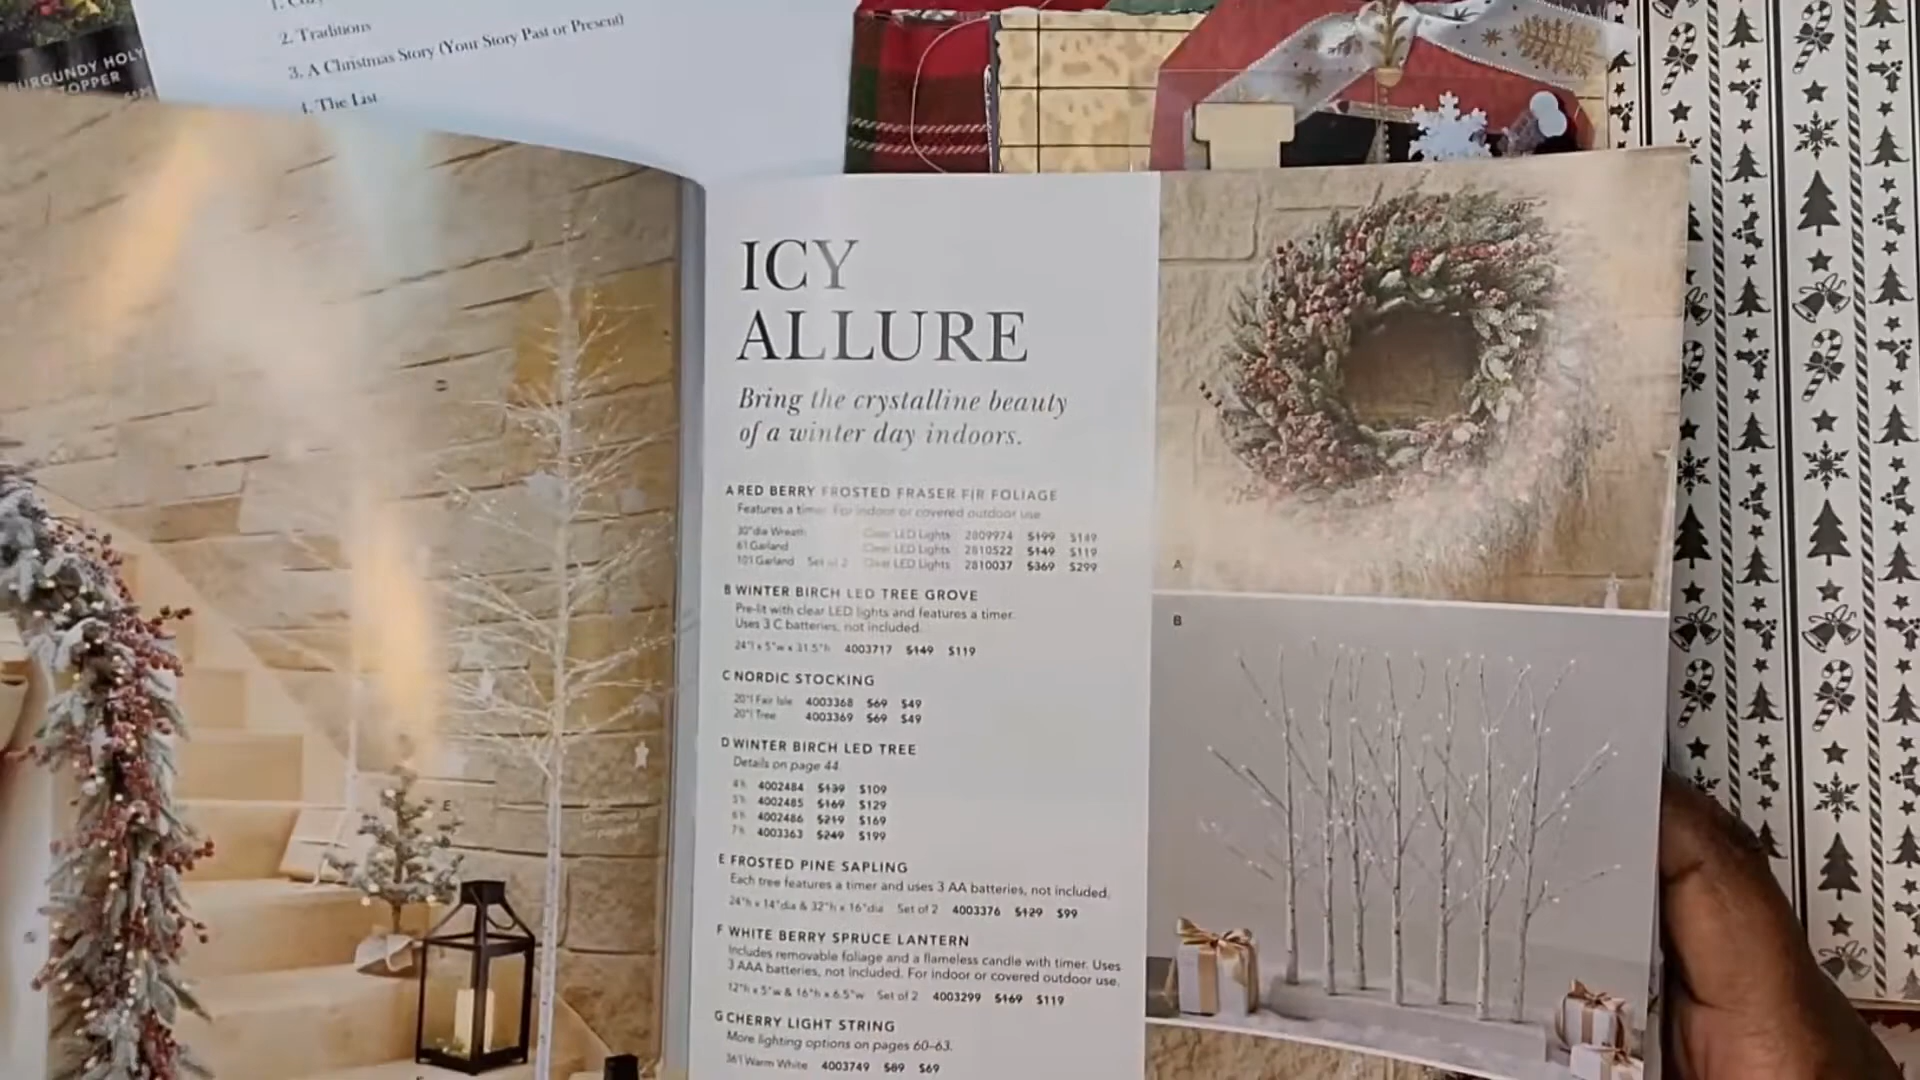 2. Traditions
3. A Christmas Story (Your Story Past or Present)
4. The List
BURGUNDY HOLY
TOPPER
ICY
ALLURE
Bring the crystalline beauty
of a winter day indoors.
A RED BERRY FROSTED FRASER FIR FOLIAGE
Features a timer. For indoor or covered outdoor use.
30"dia Wreath Clear LED Lights 2809974 $199 $149
6'l Garland Clear LED Lights 2810522 $149 $119
10'l Garland Set of 2 Clear LED Lights 2810037 $369 $299
B WINTER BIRCH LED TREE GROVE
Pre-lit with clear LED lights and features a timer.
Uses 3 C batteries, not included.
24"l x 5"w x 31.5"h 4003717 $149 $119
C NORDIC STOCKING
20"l Fair Isle 4003368 $69 $49
20"l Tree 4003369 $69 $49
D WINTER BIRCH LED TREE
Details on page 44.
4'h 4002484 $139 $109
5'h 4002485 $169 $129
6'h 4002486 $219 $169
7'h 4003363 $249 $199
E FROSTED PINE SAPLING
Each tree features a timer and uses 3 AA batteries, not included.
24"h x 14"dia & 32"h x 16"dia Set of 2 4003376 $129 $99
F WHITE BERRY SPRUCE LANTERN
Includes removable foliage and a flameless candle with timer. Uses
3 AAA batteries, not included. For indoor or covered outdoor use.
12"h x 5"w & 16"h x 6.5"w Set of 2 4003299 $169 $119
G CHERRY LIGHT STRING
More lighting options on pages 60–63.
36'l Warm White 4003749 $89 $69
A
B
E